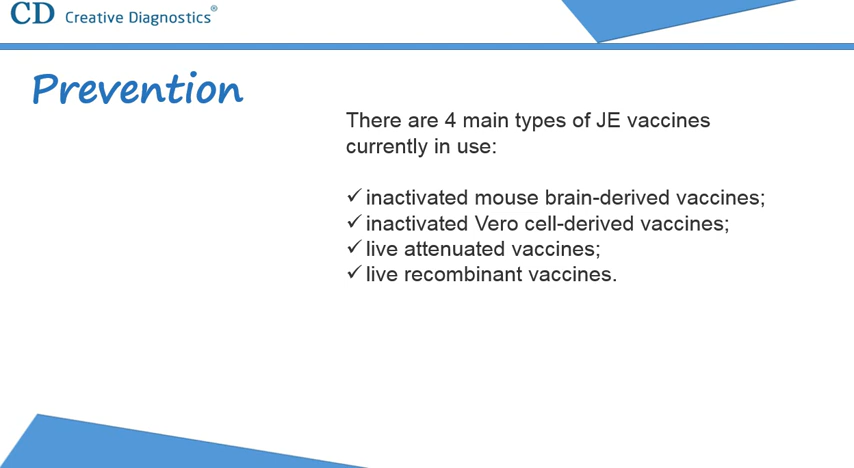 CD Creative Diagnostics®
Prevention
There are 4 main types of JE vaccines
currently in use:
✓ inactivated mouse brain-derived vaccines;
✓ inactivated Vero cell-derived vaccines;
✓ live attenuated vaccines;
✓ live recombinant vaccines.